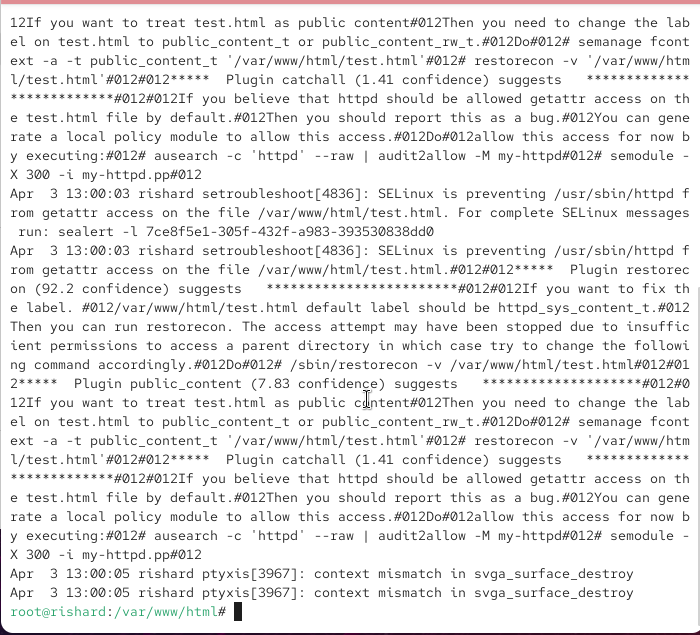 12If you want to treat test.html as public content#012Then you need to change the lab
el on test.html to public_content_t or public_content_rw_t.#012Do#012# semanage fcont
ext -a -t public_content_t '/var/www/html/test.html'#012# restorecon -v '/var/www/htm
l/test.html'#012#012*****  Plugin catchall (1.41 confidence) suggests   *************
*************#012#012If you believe that httpd should be allowed getattr access on th
e test.html file by default.#012Then you should report this as a bug.#012You can gene
rate a local policy module to allow this access.#012Do#012allow this access for now b
y executing:#012# ausearch -c 'httpd' --raw | audit2allow -M my-httpd#012# semodule -
X 300 -i my-httpd.pp#012
Apr  3 13:00:03 rishard setroubleshoot[4836]: SELinux is preventing /usr/sbin/httpd f
rom getattr access on the file /var/www/html/test.html. For complete SELinux messages
 run: sealert -l 7ce8f5e1-305f-432f-a983-393530838dd0
Apr  3 13:00:03 rishard setroubleshoot[4836]: SELinux is preventing /usr/sbin/httpd f
rom getattr access on the file /var/www/html/test.html.#012#012*****  Plugin restorec
on (92.2 confidence) suggests   ************************#012#012If you want to fix th
e label. #012/var/www/html/test.html default label should be httpd_sys_content_t.#012
Then you can run restorecon. The access attempt may have been stopped due to insuffic
ient permissions to access a parent directory in which case try to change the followi
ng command accordingly.#012Do#012# /sbin/restorecon -v /var/www/html/test.html#012#01
2*****  Plugin public_content (7.83 confidence) suggests   ********************#012#0
12If you want to treat test.html as public content#012Then you need to change the lab
el on test.html to public_content_t or public_content_rw_t.#012Do#012# semanage fcont
ext -a -t public_content_t '/var/www/html/test.html'#012# restorecon -v '/var/www/htm
l/test.html'#012#012*****  Plugin catchall (1.41 confidence) suggests   *************
*************#012#012If you believe that httpd should be allowed getattr access on th
e test.html file by default.#012Then you should report this as a bug.#012You can gene
rate a local policy module to allow this access.#012Do#012allow this access for now b
y executing:#012# ausearch -c 'httpd' --raw | audit2allow -M my-httpd#012# semodule -
X 300 -i my-httpd.pp#012
Apr  3 13:00:05 rishard ptyxis[3967]: context mismatch in svga_surface_destroy
Apr  3 13:00:05 rishard ptyxis[3967]: context mismatch in svga_surface_destroy
root@rishard:/var/www/html#